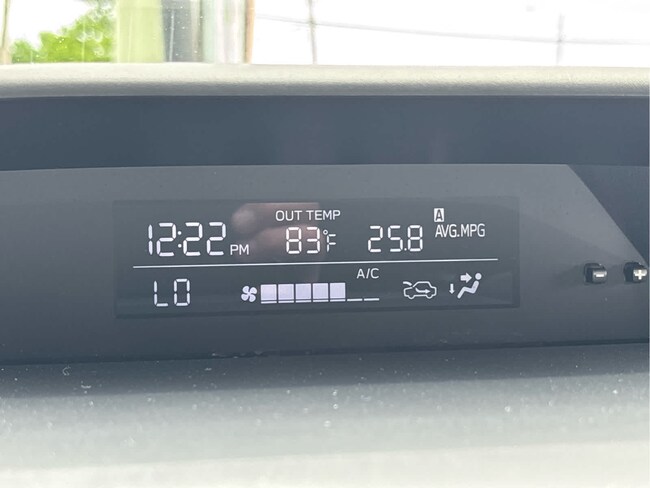 OUT TEMP A
12:22 PM 83°F 25.8 AVG.MPG
A/C
LO
- +